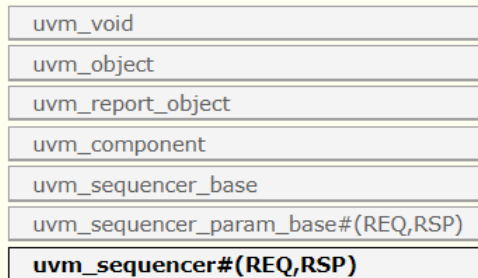 uvm_void
uvm_object
uvm_report_object
uvm_component
uvm_sequencer_base
uvm_sequencer_param_base#(REQ,RSP)
uvm_sequencer#(REQ,RSP)